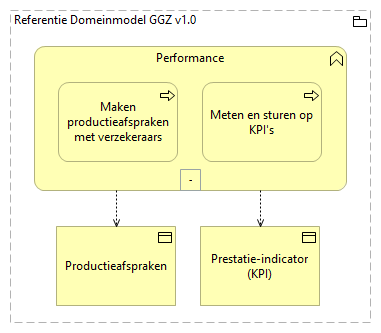 Referentie Domeinmodel GGZ v1.0
Performance
Maken
productieafspraken
met verzekeraars
Meten en sturen op
KPI's
-
Productieafspraken
Prestatie-indicator
(KPI)